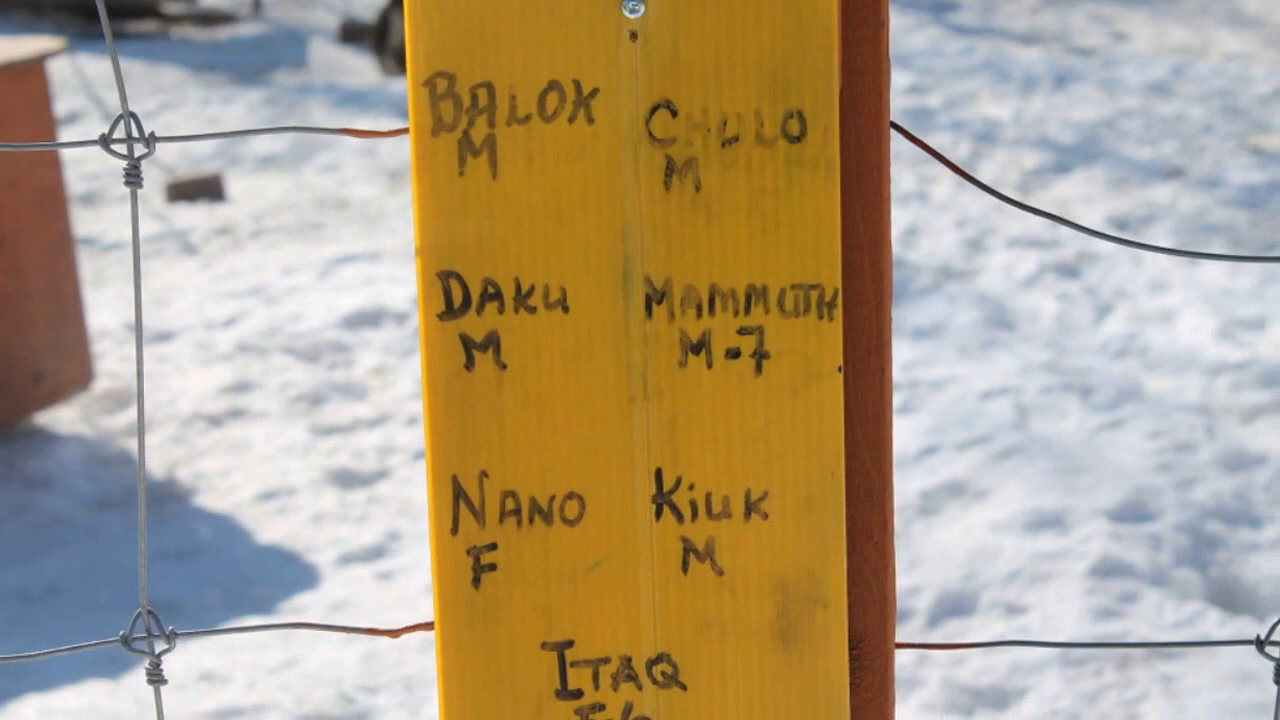 BALOK CHULO
M M
DAKU MAMMUTH
M M-7
NANO KiUK
F M
ITAQ